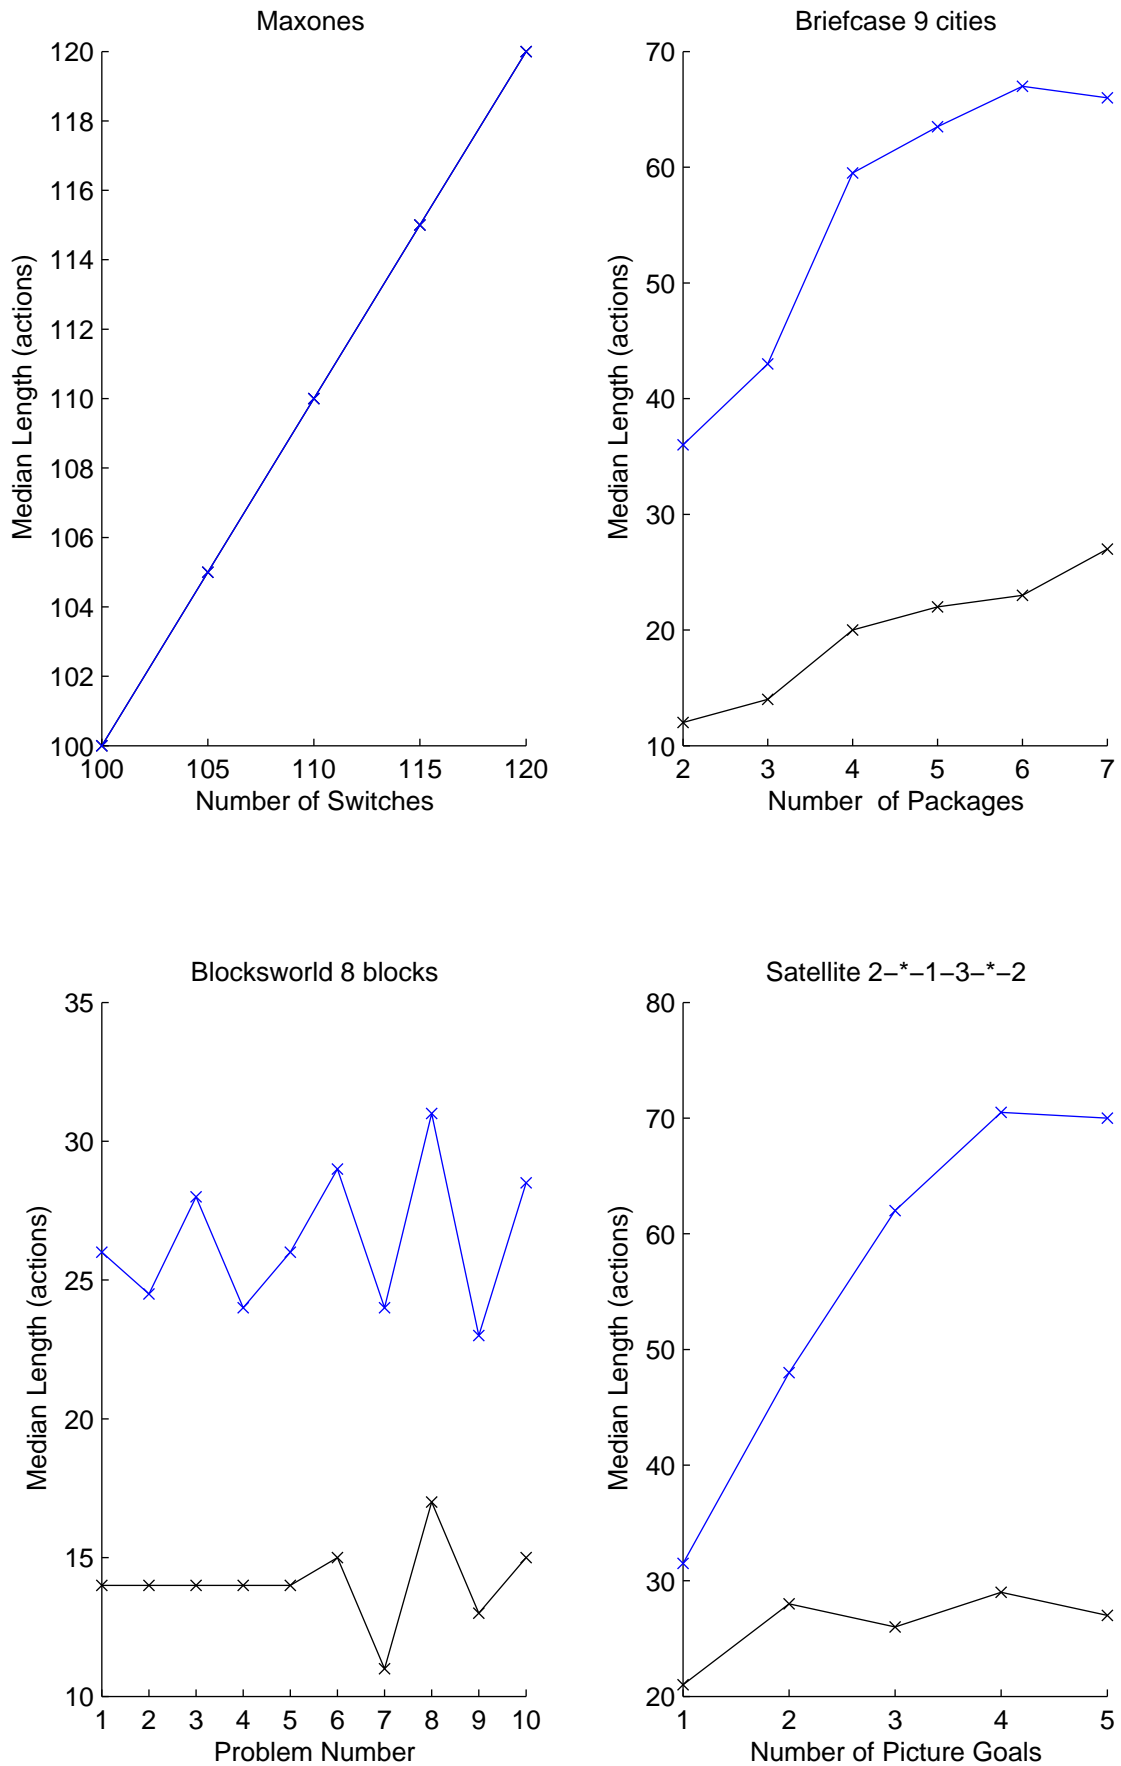 Maxones
120
118
116
114
112
110
108
106
104
102
100
Median Length (actions)
100 105 110 115 120
Number of Switches
Briefcase 9 cities
70
60
50
40
30
20
10
Median Length (actions)
2 3 4 5 6 7
Number of Packages
Blocksworld 8 blocks
35
30
25
20
15
10
Median Length (actions)
1 2 3 4 5 6 7 8 9 10
Problem Number
Satellite 2−*−1−3−*−2
80
70
60
50
40
30
20
Median Length (actions)
1 2 3 4 5
Number of Picture Goals